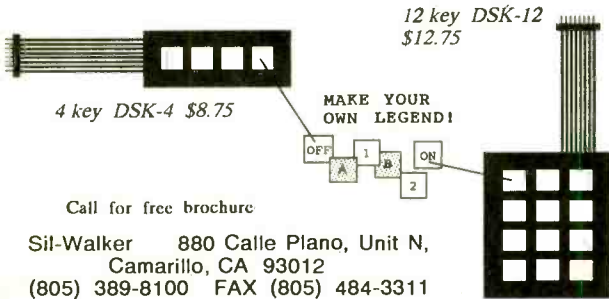 12 key DSK-12
$12.75
4 key DSK-4 $8.75
MAKE YOUR
OWN LEGEND!
OFF A 1 B ON 2
Call for free brochure
Sil-Walker 880 Calle Plano, Unit N,
Camarillo, CA 93012
(805) 389-8100 FAX (805) 484-3311